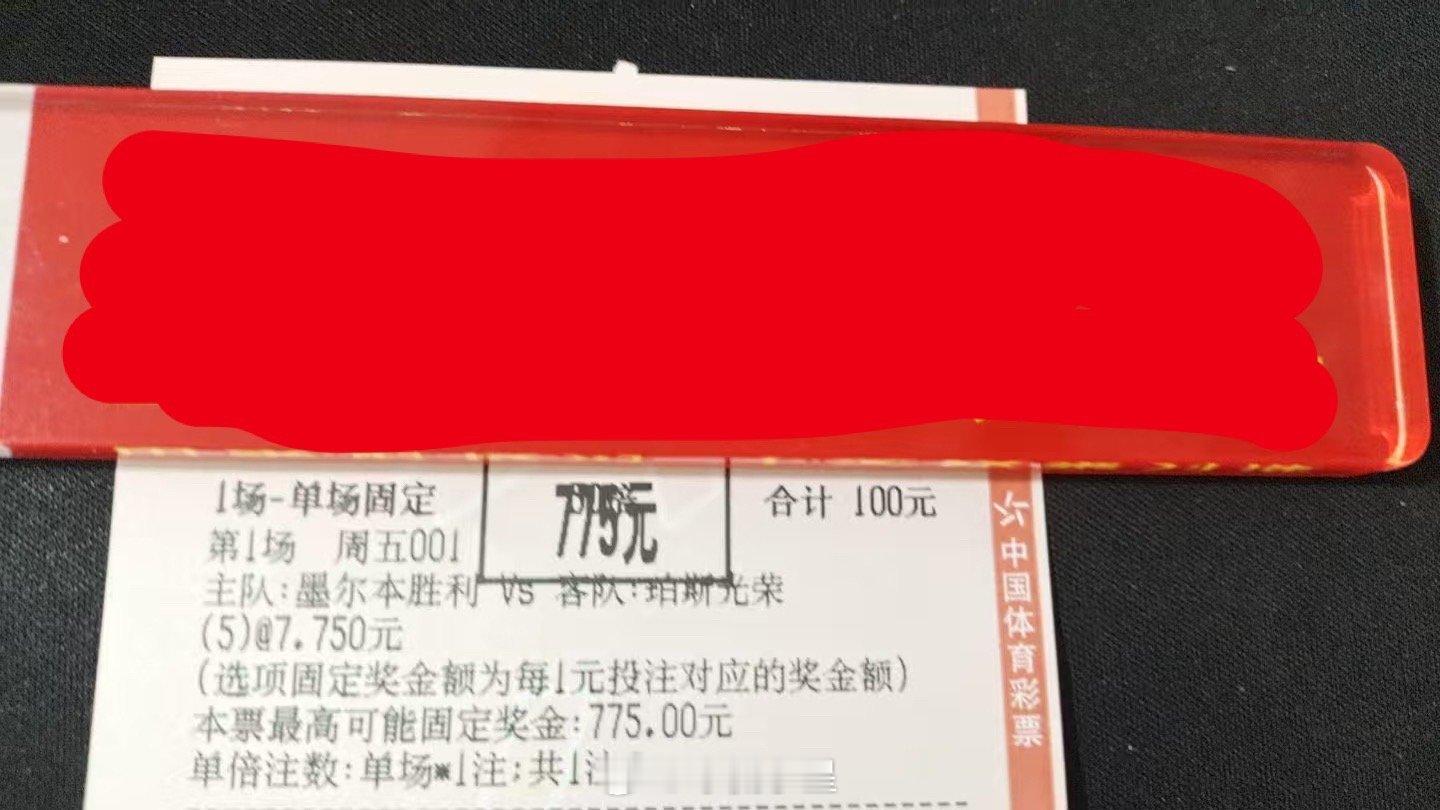 1场-单场固定 775元 合计 100元
第1场 周五001
主队:墨尔本胜利 Vs 客队:珀斯光荣
(5)@7.750元
(选项固定奖金额为每1元投注对应的奖金额)
本票最高可能固定奖金:775.00元
单倍注数:单场*1注;共1注
中国体育彩票